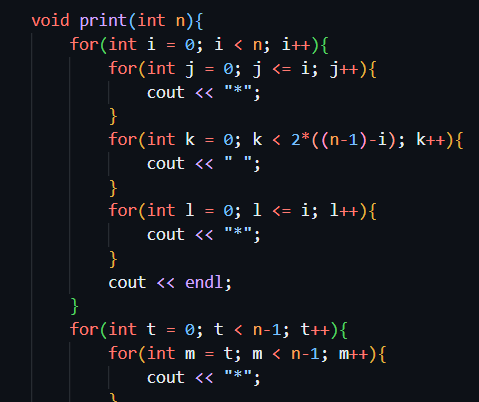 void print(int n){
    for(int i = 0; i < n; i++){
        for(int j = 0; j <= i; j++){
            cout << "*";
        }
        for(int k = 0; k < 2*((n-1)-i); k++){
            cout << " ";
        }
        for(int l = 0; l <= i; l++){
            cout << "*";
        }
        cout << endl;
    }
    for(int t = 0; t < n-1; t++){
        for(int m = t; m < n-1; m++){
            cout << "*";
        }